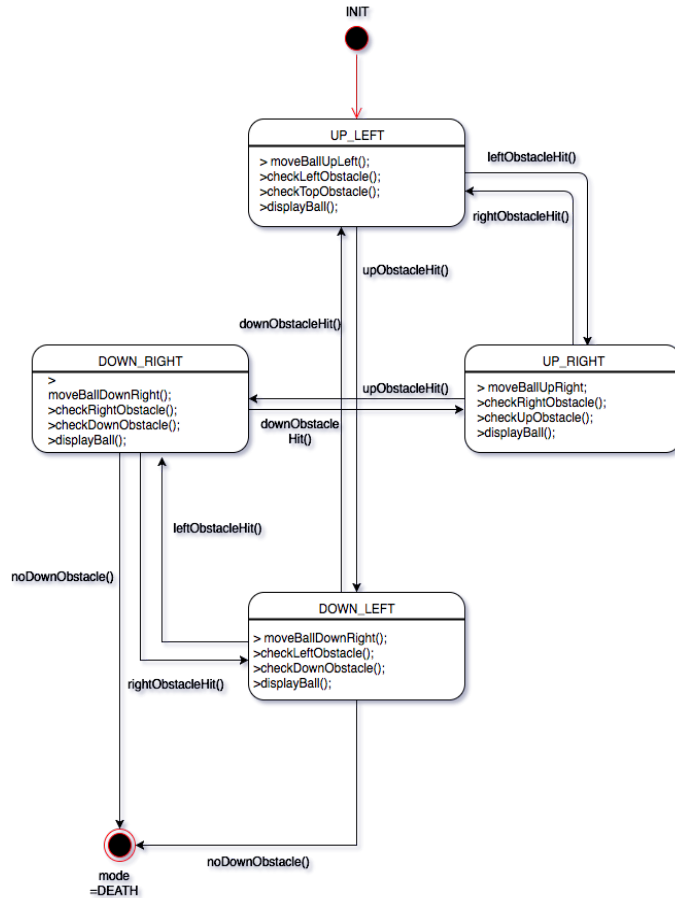 INIT
UP_LEFT
> moveBallUpLeft();
>checkLeftObstacle();
>checkTopObstacle();
>displayBall();
leftObstacleHit()
rightObstacleHit()
upObstacleHit()
downObstacleHit()
DOWN_RIGHT
>
moveBallDownRight();
>checkRightObstacle();
>checkDownObstacle();
>displayBall();
UP_RIGHT
> moveBallUpRight;
>checkRightObstacle();
>checkUpObstacle();
>displayBall();
upObstacleHit()
downObstacle
Hit()
leftObstacleHit()
noDownObstacle()
DOWN_LEFT
> moveBallDownRight();
>checkLeftObstacle();
>checkDownObstacle();
>displayBall();
rightObstacleHit()
noDownObstacle()
mode
=DEATH